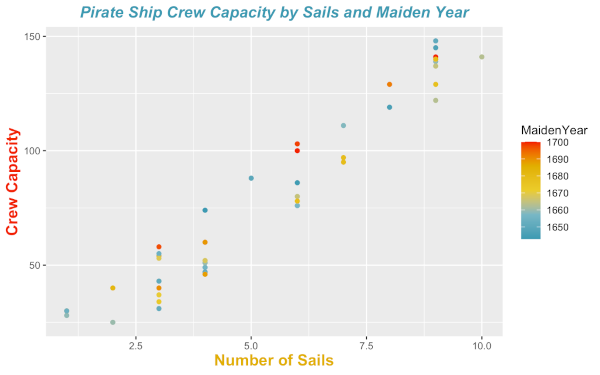 Pirate Ship Crew Capacity by Sails and Maiden Year
150
100
50
Crew Capacity
2.5 5.0 7.5 10.0
Number of Sails
MaidenYear
1700
1690
1680
1670
1660
1650